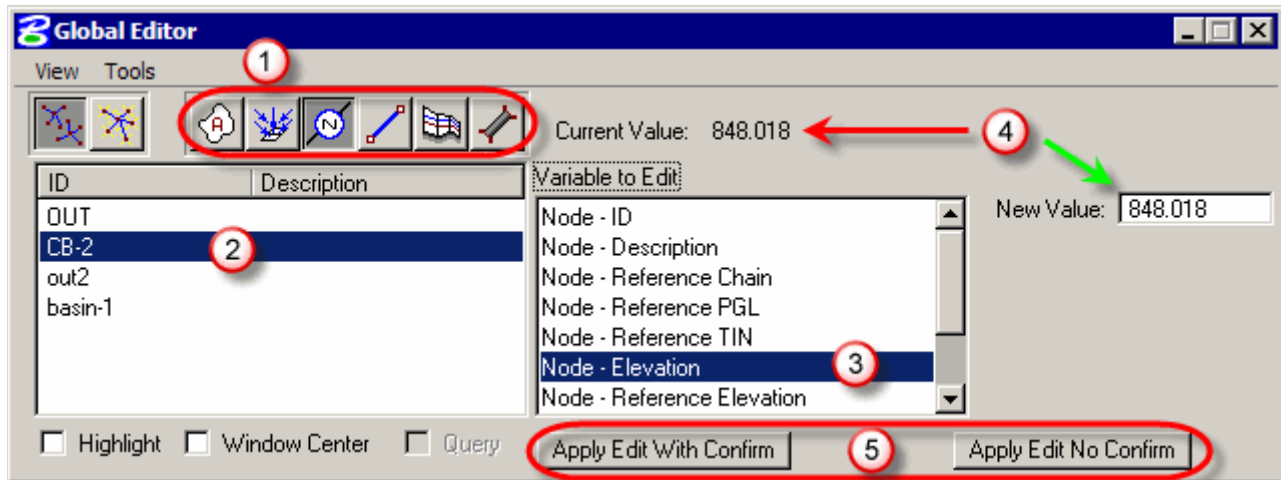 Global Editor
View Tools
1
A
N
Current Value: 848.018
4
ID Description
Variable to Edit
New Value: 848.018
OUT
CB-2
2
out2
basin-1
Node - ID
Node - Description
Node - Reference Chain
Node - Reference PGL
Node - Reference TIN
Node - Elevation
3
Node - Reference Elevation
Highlight Window Center Query
Apply Edit With Confirm
5
Apply Edit No Confirm